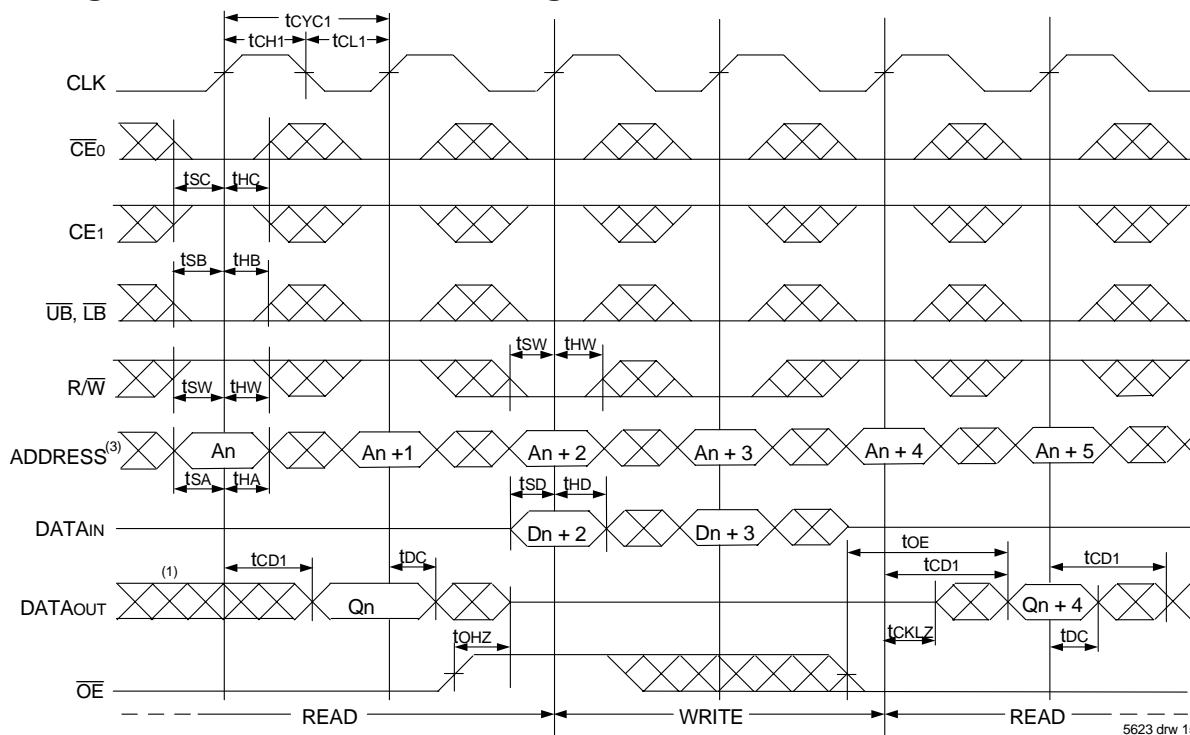 tCYC1
tCH1 tCL1
CLK
CE0
tSC tHC
CE1
tSB tHB
UB, LB
tSW tHW
R/W
tSW tHW
ADDRESS(3) An An +1 An + 2 An + 3 An + 4 An + 5
tSA tHA
tSD tHD
DATAIN Dn + 2 Dn + 3
tOE
(1) tCD1 tDC tCD1 tCD1
DATAOUT Qn Qn + 4
tOHZ tCKLZ tDC
OE
READ WRITE READ
5623 drw